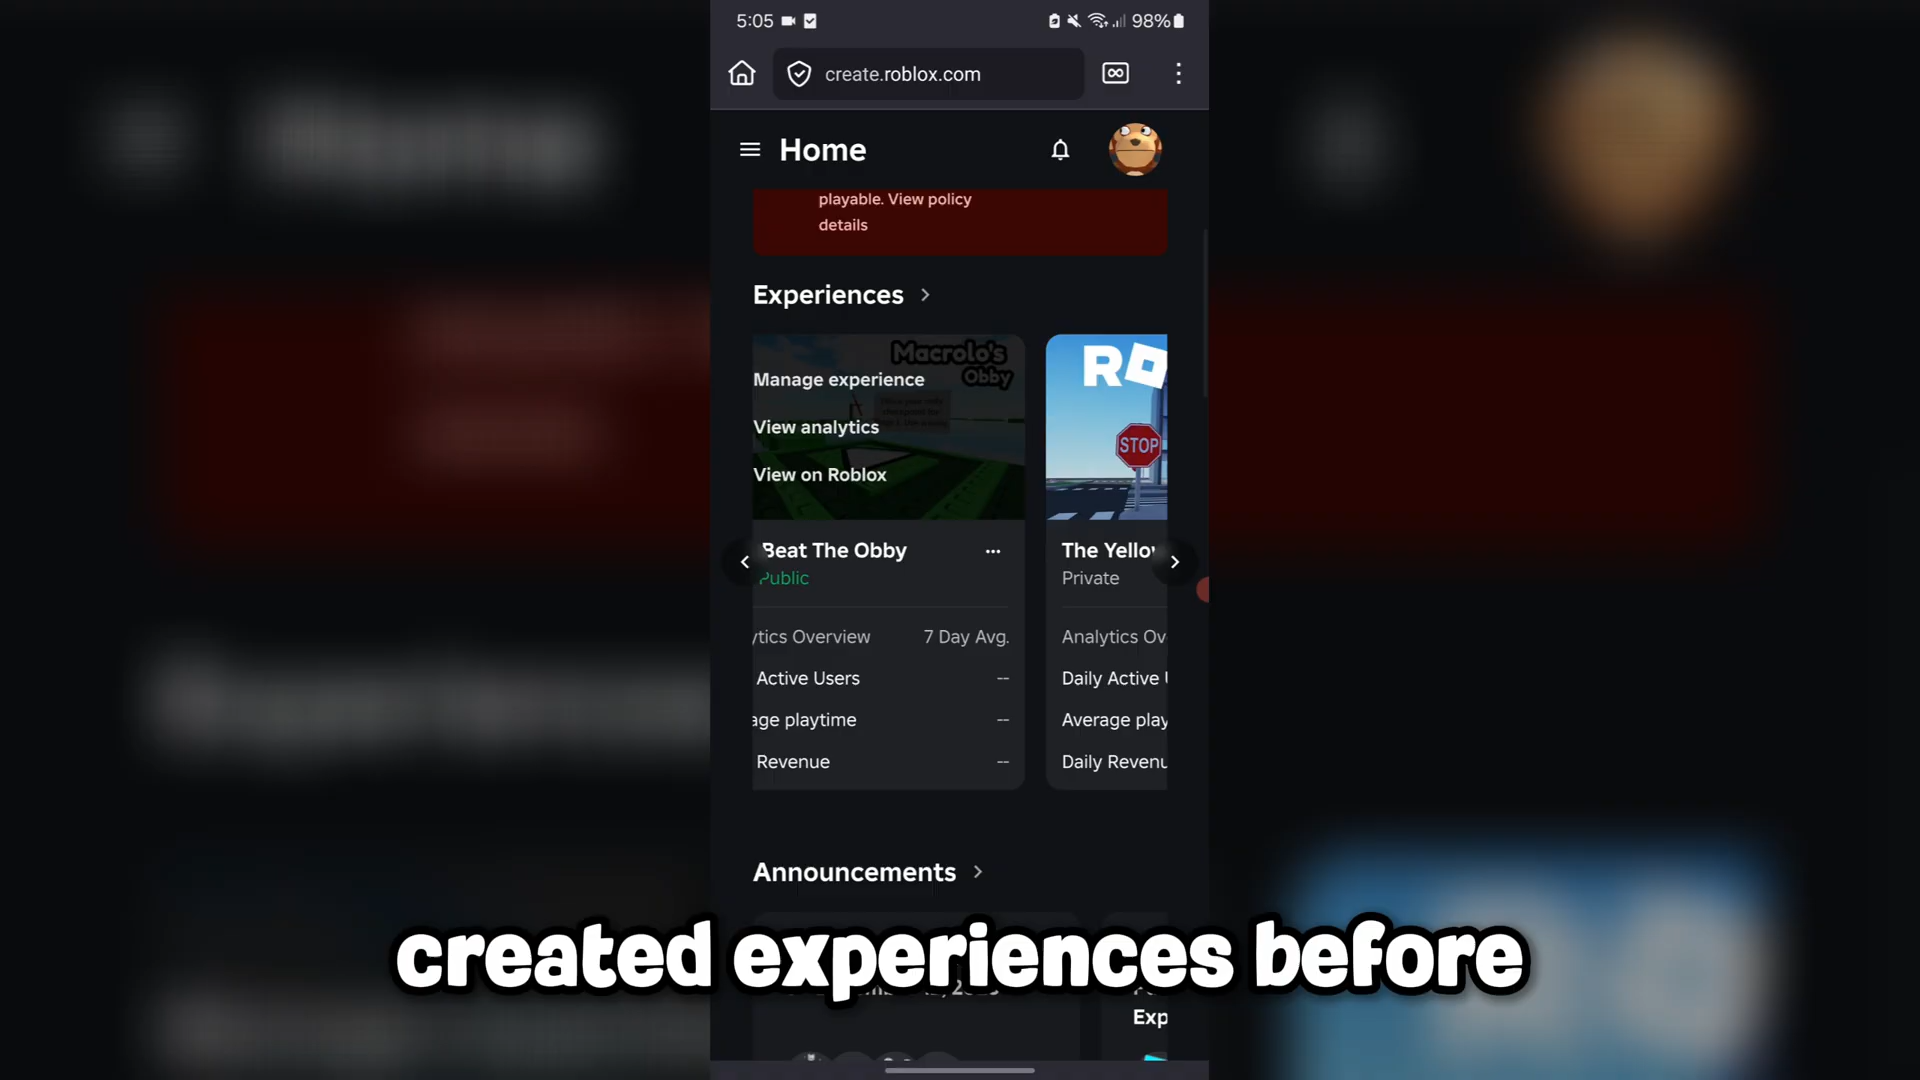 5:05
98%
create.roblox.com
Home
playable. View policy
details
Experiences
Macrolo's
Obby
Manage experience
View analytics
View on Roblox
STOP
Beat The Obby
Public
The Yellov
Private
ytics Overview 7 Day Avg.
Analytics Ov
Active Users --
Daily Active U
age playtime --
Average play
Revenue --
Daily Revenu
Announcements
created experiences before
Exp